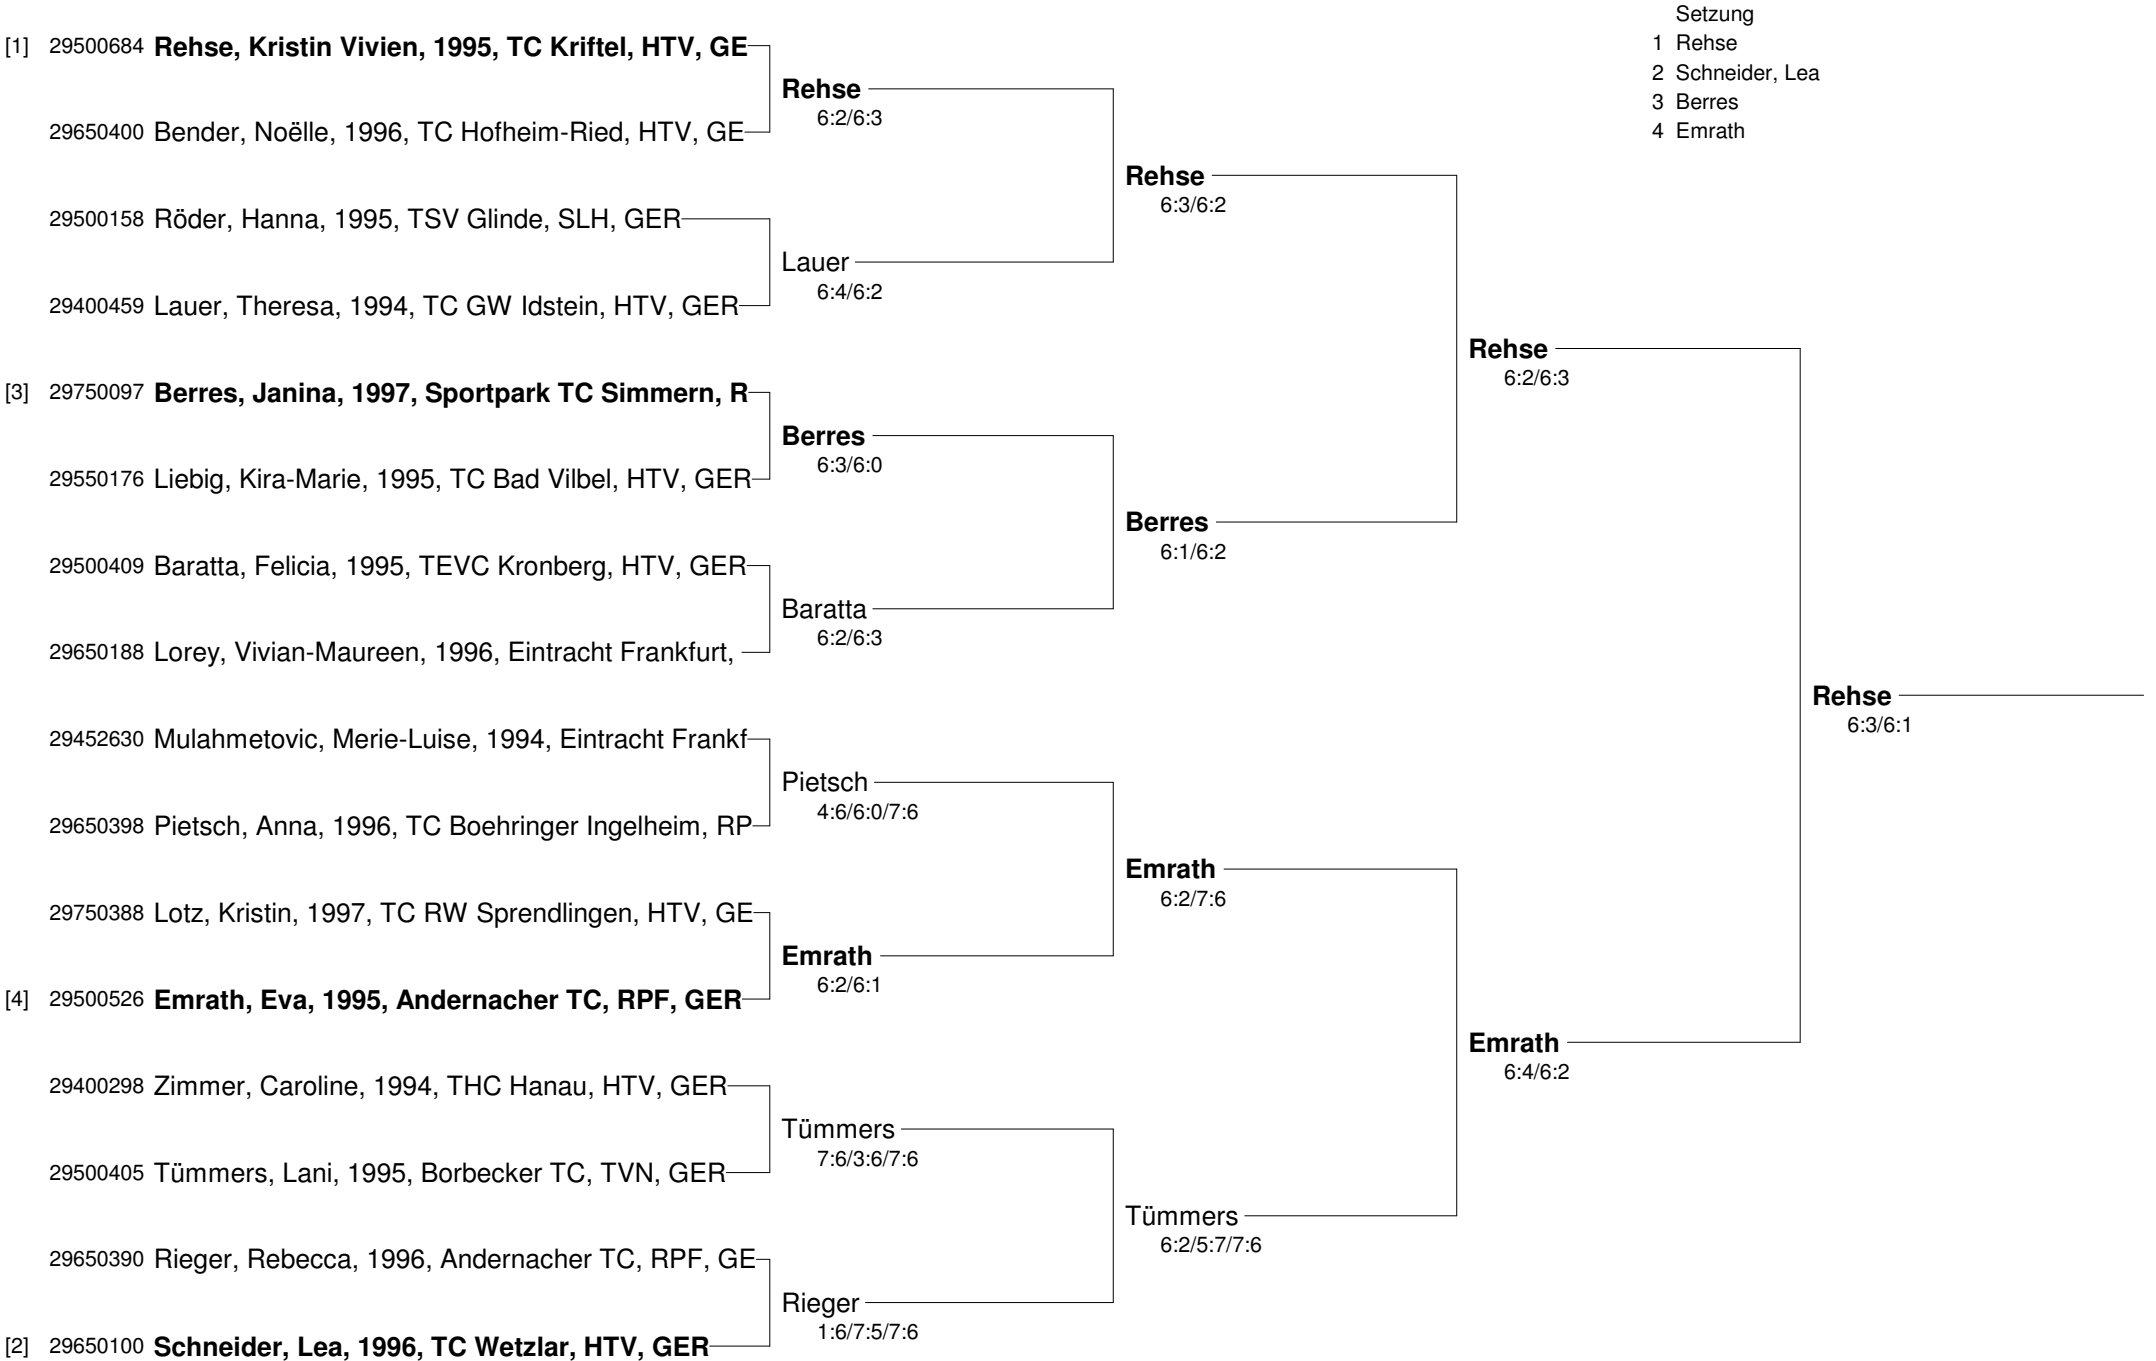 Setzung
1 Rehse
2 Schneider, Lea
3 Berres
4 Emrath
[1] 29500684 Rehse, Kristin Vivien, 1995, TC Kriftel, HTV, GE
Rehse
6:2/6:3
29650400 Bender, Noëlle, 1996, TC Hofheim-Ried, HTV, GE
Rehse
6:3/6:2
29500158 Röder, Hanna, 1995, TSV Glinde, SLH, GER
Lauer
6:4/6:2
29400459 Lauer, Theresa, 1994, TC GW Idstein, HTV, GER
Rehse
6:2/6:3
[3] 29750097 Berres, Janina, 1997, Sportpark TC Simmern, R
Berres
6:3/6:0
29550176 Liebig, Kira-Marie, 1995, TC Bad Vilbel, HTV, GER
Berres
6:1/6:2
29500409 Baratta, Felicia, 1995, TEVC Kronberg, HTV, GER
Baratta
6:2/6:3
29650188 Lorey, Vivian-Maureen, 1996, Eintracht Frankfurt,
Rehse
6:3/6:1
29452630 Mulahmetovic, Merie-Luise, 1994, Eintracht Frankf
Pietsch
4:6/6:0/7:6
29650398 Pietsch, Anna, 1996, TC Boehringer Ingelheim, RP
Emrath
6:2/7:6
29750388 Lotz, Kristin, 1997, TC RW Sprendlingen, HTV, GE
Emrath
6:2/6:1
[4] 29500526 Emrath, Eva, 1995, Andernacher TC, RPF, GER
Emrath
6:4/6:2
29400298 Zimmer, Caroline, 1994, THC Hanau, HTV, GER
Tümmers
7:6/3:6/7:6
29500405 Tümmers, Lani, 1995, Borbecker TC, TVN, GER
Tümmers
6:2/5:7/7:6
29650390 Rieger, Rebecca, 1996, Andernacher TC, RPF, GE
Rieger
1:6/7:5/7:6
[2] 29650100 Schneider, Lea, 1996, TC Wetzlar, HTV, GER